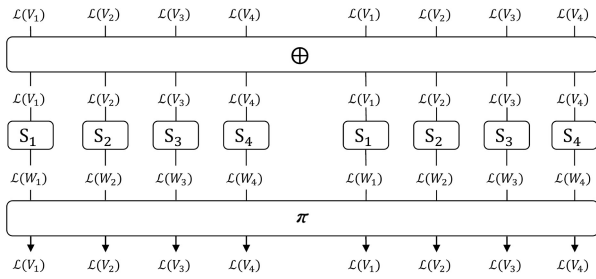 ℒ(V₁) ℒ(V₂) ℒ(V₃) ℒ(V₄) ℒ(V₁) ℒ(V₂) ℒ(V₃) ℒ(V₄)
⊕
ℒ(V₁) ℒ(V₂) ℒ(V₃) ℒ(V₄) ℒ(V₁) ℒ(V₂) ℒ(V₃) ℒ(V₄)
S₁ S₂ S₃ S₄ S₁ S₂ S₃ S₄
ℒ(W₁) ℒ(W₂) ℒ(W₃) ℒ(W₄) ℒ(W₁) ℒ(W₂) ℒ(W₃) ℒ(W₄)
π
ℒ(V₁) ℒ(V₂) ℒ(V₃) ℒ(V₄) ℒ(V₁) ℒ(V₂) ℒ(V₃) ℒ(V₄)